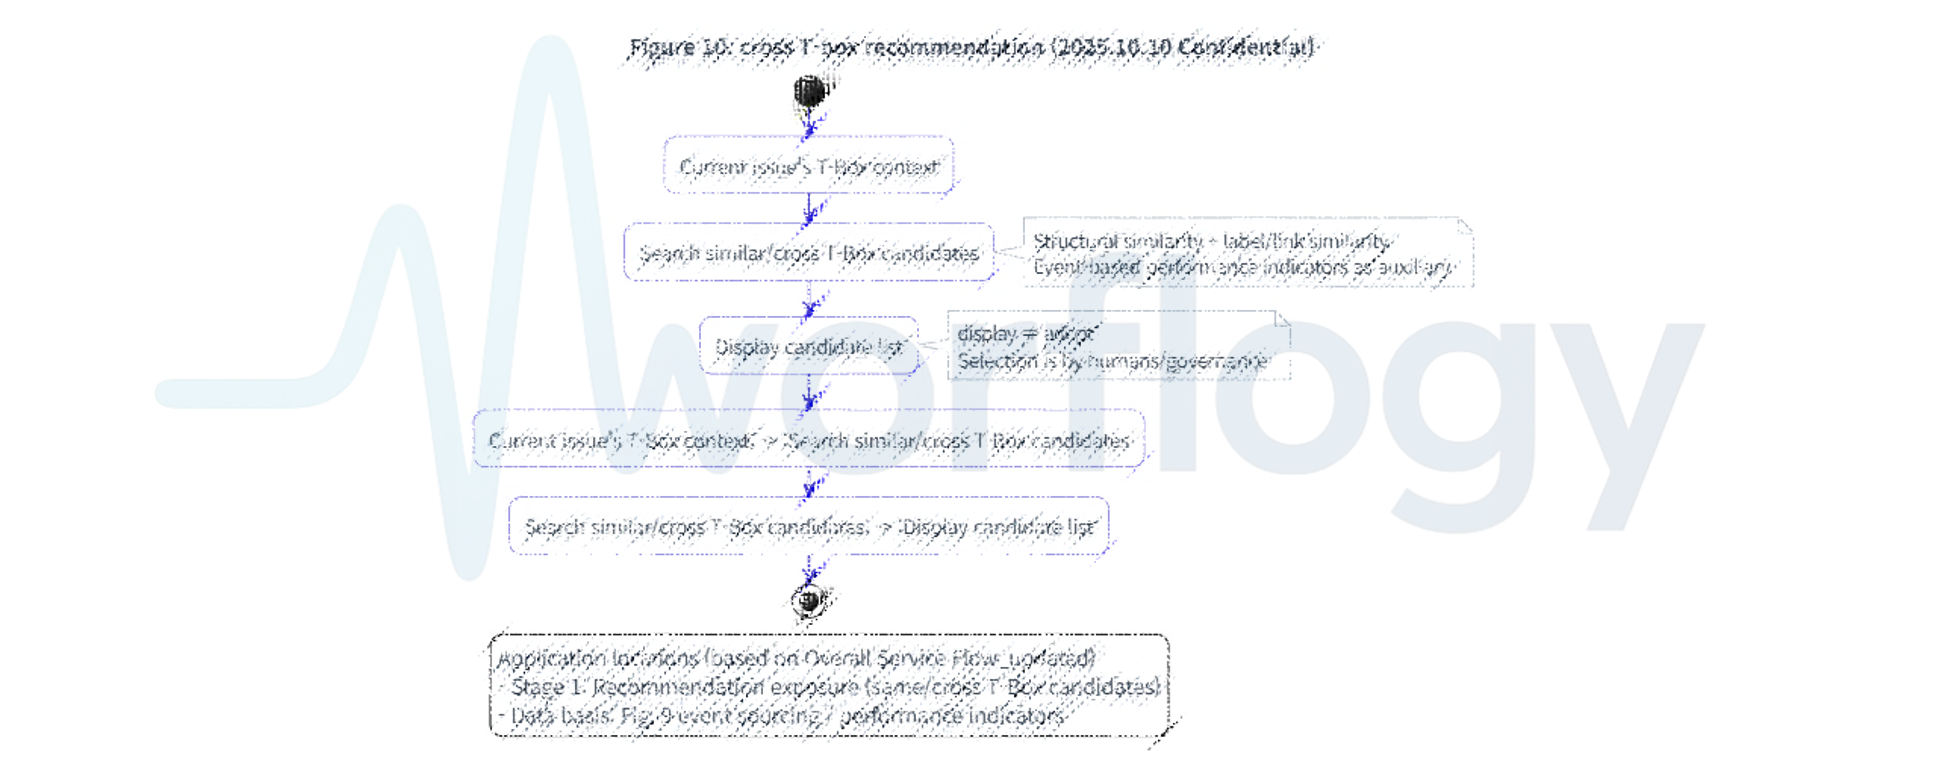 Figure 10: cross T-box recommendation (2025.10.10 Confidential)
Current issue's T-Box context
Search similar/cross T-Box candidates
Structural similarity + label/link similarity
Event-based performance indicators as auxiliary
Display candidate list
display ≠ adopt
Selection is by humans/governance
Current issue's T-Box context; -> :Search similar/cross T-Box candidates
Search similar/cross T-Box candidates; -> :Display candidate list
Application locations (based on Overall Service Flow_updated)
- Stage 1: Recommendation exposure (same/cross T-Box candidates)
- Data basis: Fig. 9 event sourcing / performance indicators
worflogy